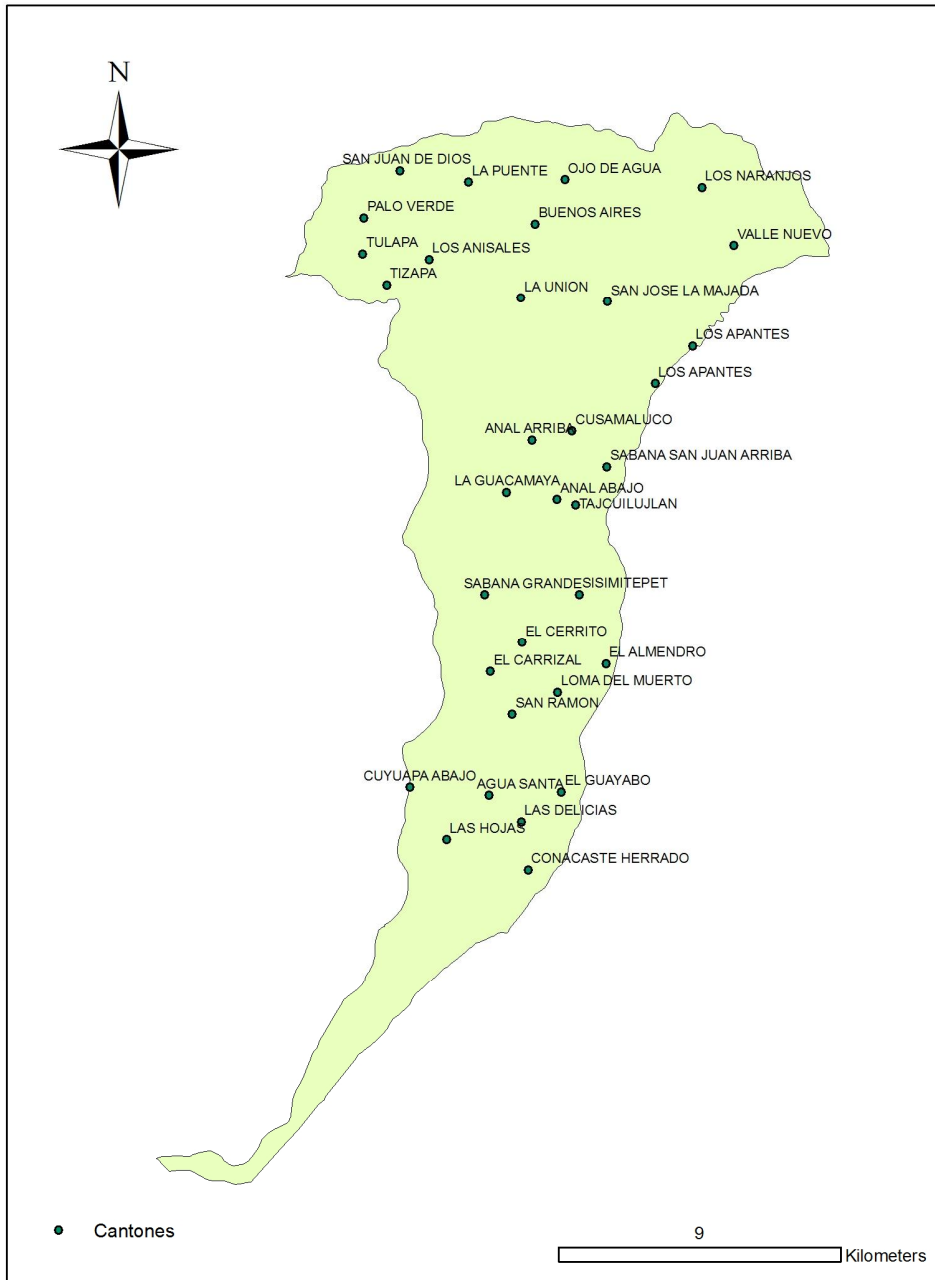 N
SAN JUAN DE DIOS
LA PUENTE
OJO DE AGUA
LOS NARANJOS
PALO VERDE
BUENOS AIRES
VALLE NUEVO
TULAPA
LOS ANISALES
TIZAPA
LA UNION
SAN JOSE LA MAJADA
LOS APANTES
LOS APANTES
CUSAMALUCO
ANAL ARRIBA
SABANA SAN JUAN ARRIBA
LA GUACAMAYA
ANAL ABAJO
TAJCUILUJLAN
SABANA GRANDE
SISIMITEPET
EL CERRITO
EL CARRIZAL
EL ALMENDRO
LOMA DEL MUERTO
SAN RAMON
CUYUAPA ABAJO
AGUA SANTA
EL GUAYABO
LAS DELICIAS
LAS HOJAS
CONACASTE HERRADO
Cantones
9
Kilometers